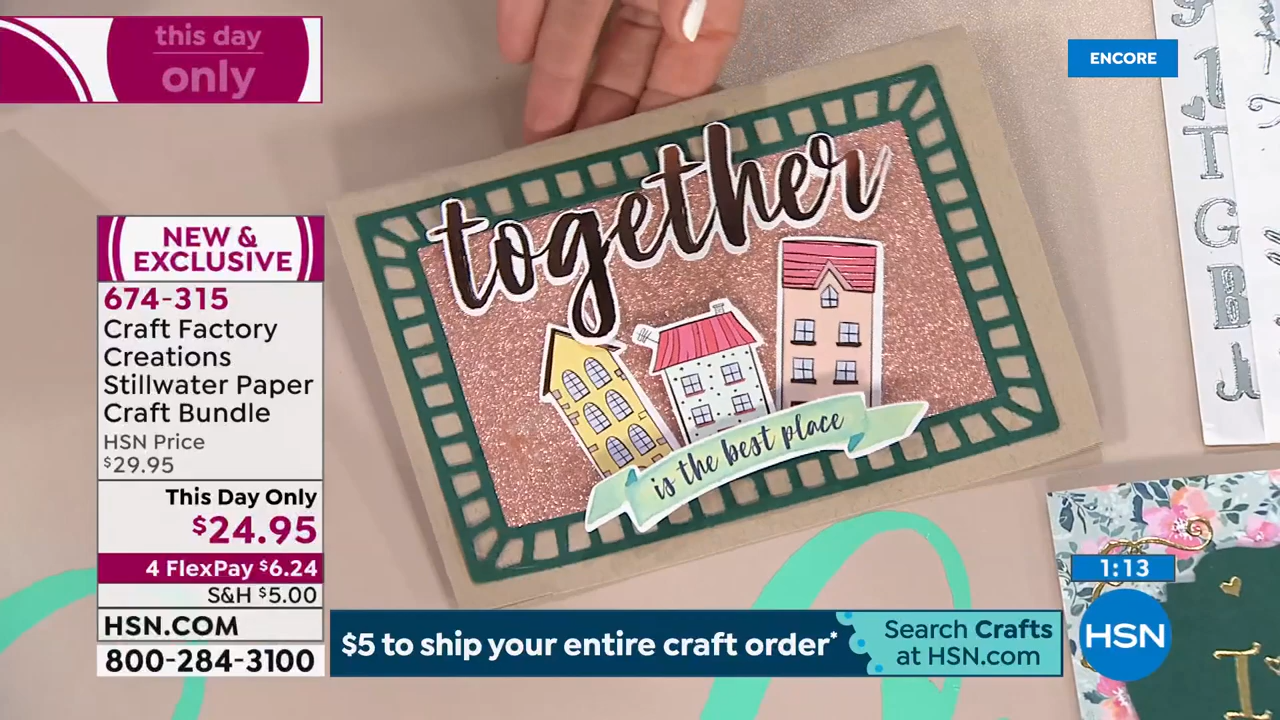 this day
only
ENCORE
together
is the best place
NEW &
EXCLUSIVE
674-315
Craft Factory
Creations
Stillwater Paper
Craft Bundle
HSN Price
$29.95
This Day Only
$24.95
4 FlexPay $6.24
S&H $5.00
HSN.COM
800-284-3100
$5 to ship your entire craft order*
Search Crafts
at HSN.com
1:13
HSN
T
G
B